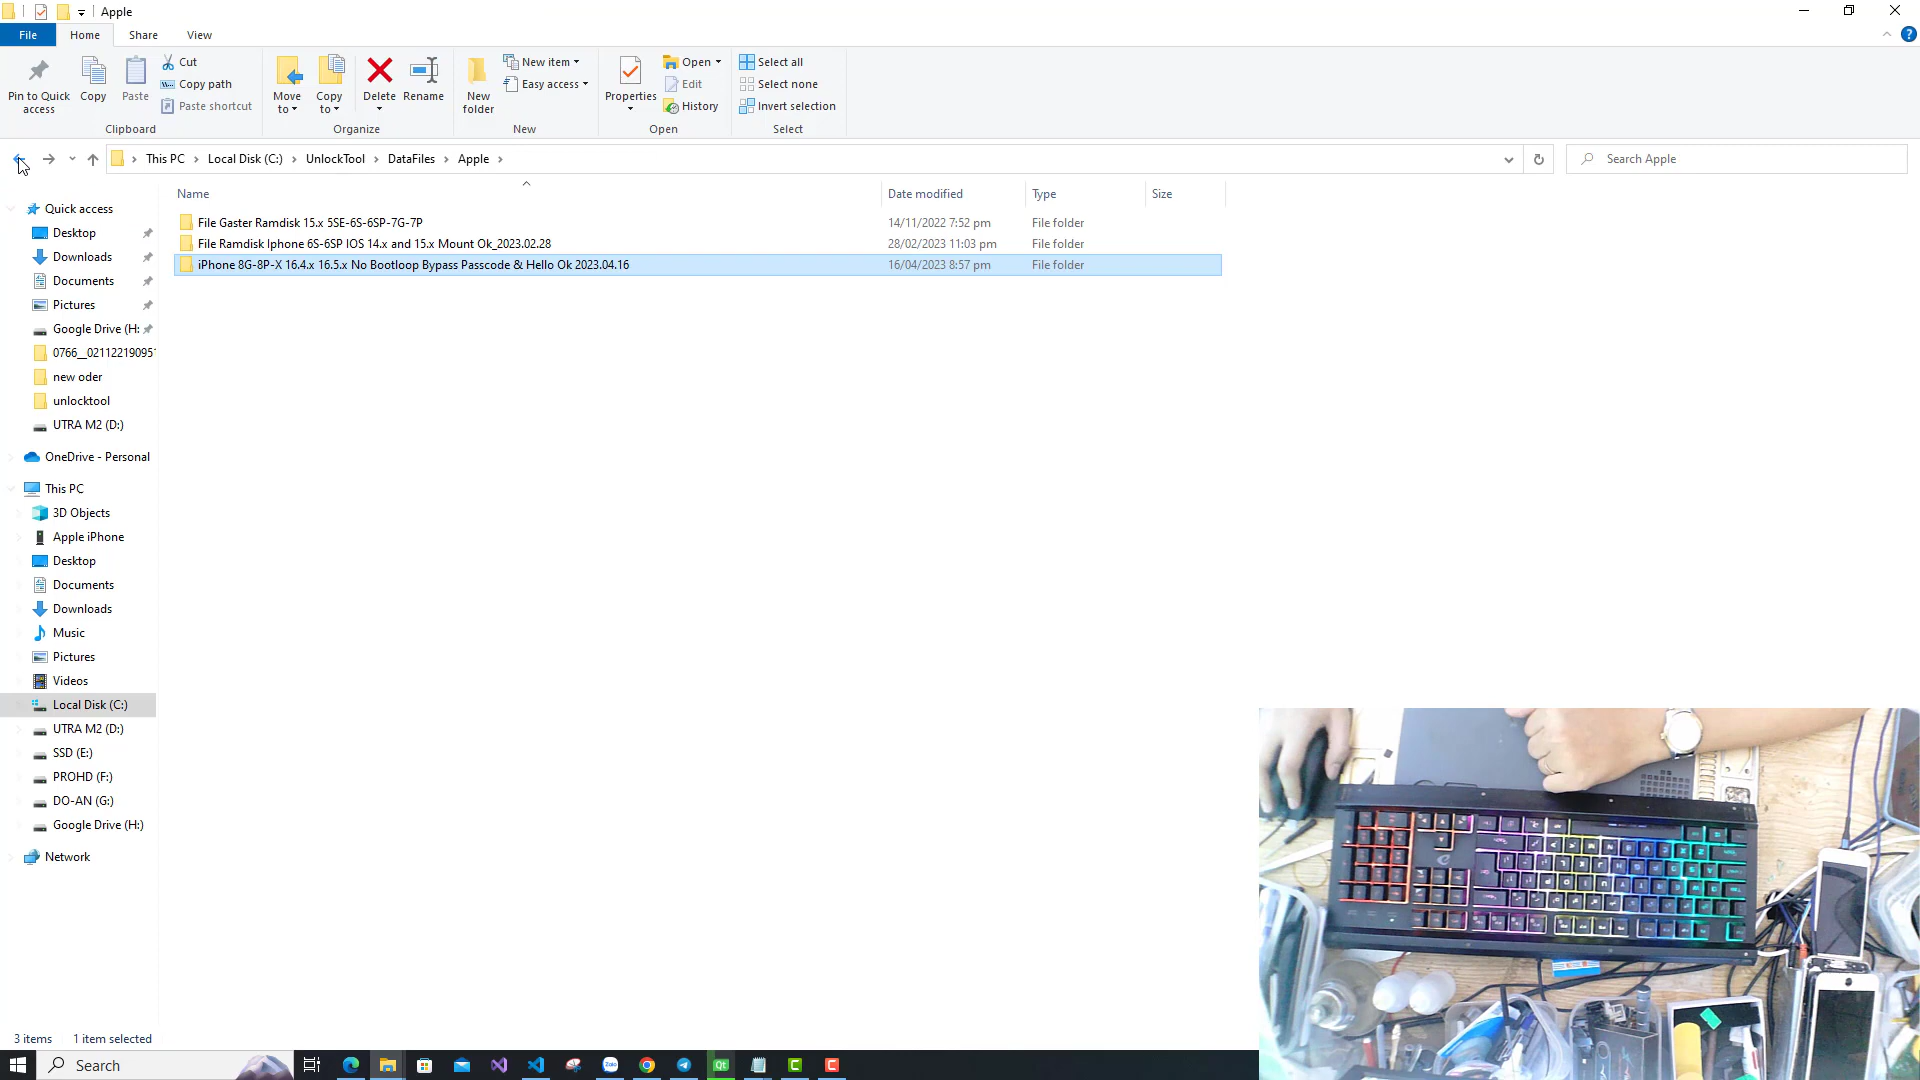 Apple
File
Home
Share
View
Pin to Quick
access
Copy
Paste
Cut
Copy path
Paste shortcut
Clipboard
Move
to
Copy
to
Delete
Rename
Organize
New
folder
New item
Easy access
New
Properties
Open
Edit
History
Open
Select all
Select none
Invert selection
Select
This PC
Local Disk (C:)
UnlockTool
DataFiles
Apple
Search Apple
Name
Date modified
Type
Size
File Gaster Ramdisk 15.x 5SE-6S-6SP-7G-7P 14/11/2022 7:52 pm File folder
File Ramdisk Iphone 6S-6SP IOS 14.x and 15.x Mount Ok_2023.02.28 28/02/2023 11:03 pm File folder
iPhone 8G-8P-X 16.4.x 16.5.x No Bootloop Bypass Passcode & Hello Ok 2023.04.16 16/04/2023 8:57 pm File folder
Quick access
Desktop
Downloads
Documents
Pictures
Google Drive (H:
0766__02112219095
new oder
unlocktool
UTRA M2 (D:)
OneDrive - Personal
This PC
3D Objects
Apple iPhone
Desktop
Documents
Downloads
Music
Pictures
Videos
Local Disk (C:)
UTRA M2 (D:)
SSD (E:)
PROHD (F:)
DO-AN (G:)
Google Drive (H:)
Network
3 items
1 item selected
Search
Zalo
Qt